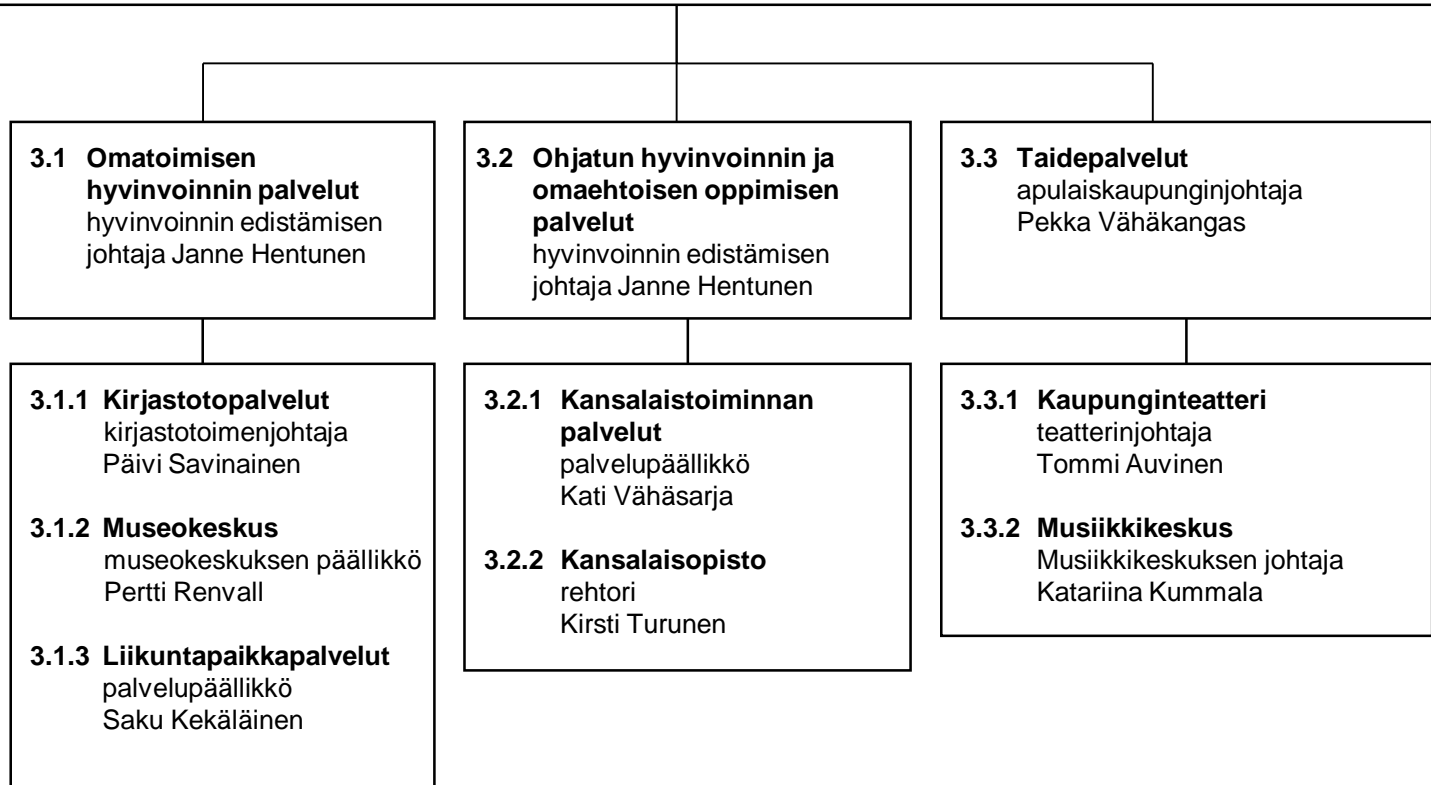 3.1 Omatoimisen
hyvinvoinnin palvelut
hyvinvoinnin edistämisen
johtaja Janne Hentunen
3.2 Ohjatun hyvinvoinnin ja
omaehtoisen oppimisen
palvelut
hyvinvoinnin edistämisen
johtaja Janne Hentunen
3.3 Taidepalvelut
apulaiskaupunginjohtaja
Pekka Vähäkangas
3.1.1 Kirjastotopalvelut
kirjastotoimenjohtaja
Päivi Savinainen
3.1.2 Museokeskus
museokeskuksen päällikkö
Pertti Renvall
3.1.3 Liikuntapaikkapalvelut
palvelupäällikkö
Saku Kekäläinen
3.2.1 Kansalaistoiminnan
palvelut
palvelupäällikkö
Kati Vähäsarja
3.2.2 Kansalaisopisto
rehtori
Kirsti Turunen
3.3.1 Kaupunginteatteri
teatterinjohtaja
Tommi Auvinen
3.3.2 Musiikkikeskus
Musiikkikeskuksen johtaja
Katariina Kummala